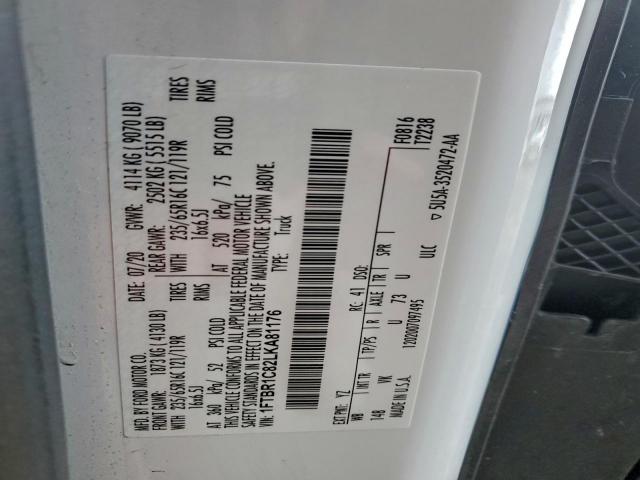 MFD. BY FORD MOTOR CO.
DATE: 07/20 GVWR: 4114 KG ( 9070 LB)
FRONT GAWR: 1873 KG ( 4130 LB) REAR GAWR: 2502 KG ( 5515 LB)
WITH 235/65R16C 121/119R TIRES WITH 235/65R16C 121/119R TIRES
16x6.5J RIMS 16x6.5J RIMS
AT 360 kPa/ 52 PSI COLD AT 520 kPa/ 75 PSI COLD
THIS VEHICLE CONFORMS TO ALL APPLICABLE FEDERAL MOTOR VEHICLE
SAFETY STANDARDS IN EFFECT ON THE DATE OF MANUFACTURE SHOWN ABOVE.
VIN: 1FTBR1C82LKA81176 TYPE: Truck
F0816
T2238
EXT PNT: YZ RC: 41 DSO:
WB INT TR TP/PS R AXLE TR SPR
148 VK U 73 U
MADE IN U.S.A. 12020070971495 ULC ▽ 5U5A-3520472-AA